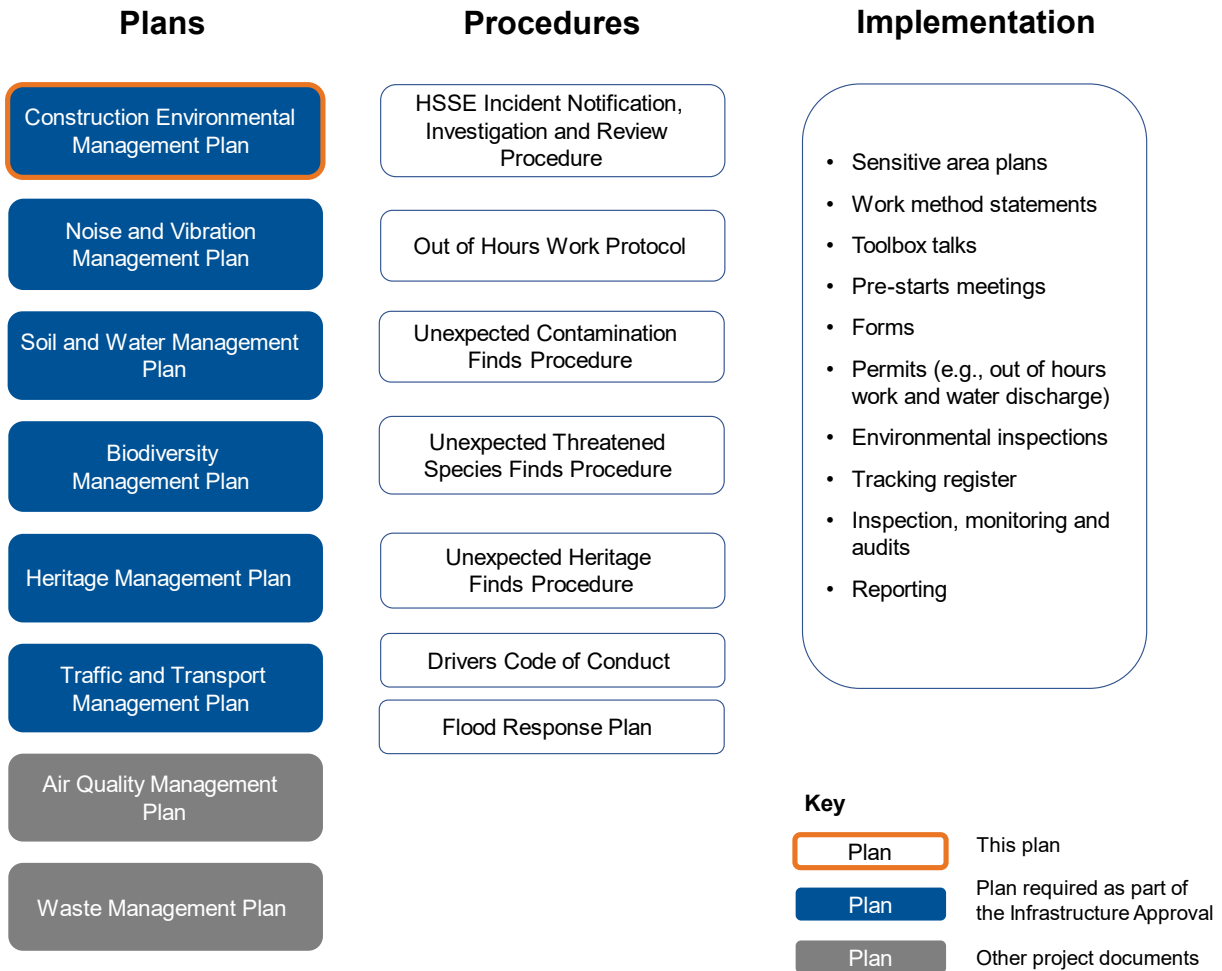 Plans
Construction Environmental
Management Plan
Noise and Vibration
Management Plan
Soil and Water Management
Plan
Biodiversity
Management Plan
Heritage Management Plan
Traffic and Transport
Management Plan
Air Quality Management
Plan
Waste Management Plan
Procedures
HSSE Incident Notification,
Investigation and Review
Procedure
Out of Hours Work Protocol
Unexpected Contamination
Finds Procedure
Unexpected Threatened
Species Finds Procedure
Unexpected Heritage
Finds Procedure
Drivers Code of Conduct
Flood Response Plan
Implementation
• Sensitive area plans
• Work method statements
• Toolbox talks
• Pre-starts meetings
• Forms
• Permits (e.g., out of hours
work and water discharge)
• Environmental inspections
• Tracking register
• Inspection, monitoring and
audits
• Reporting
Key
Plan
This plan
Plan
Plan required as part of
the Infrastructure Approval
Plan
Other project documents